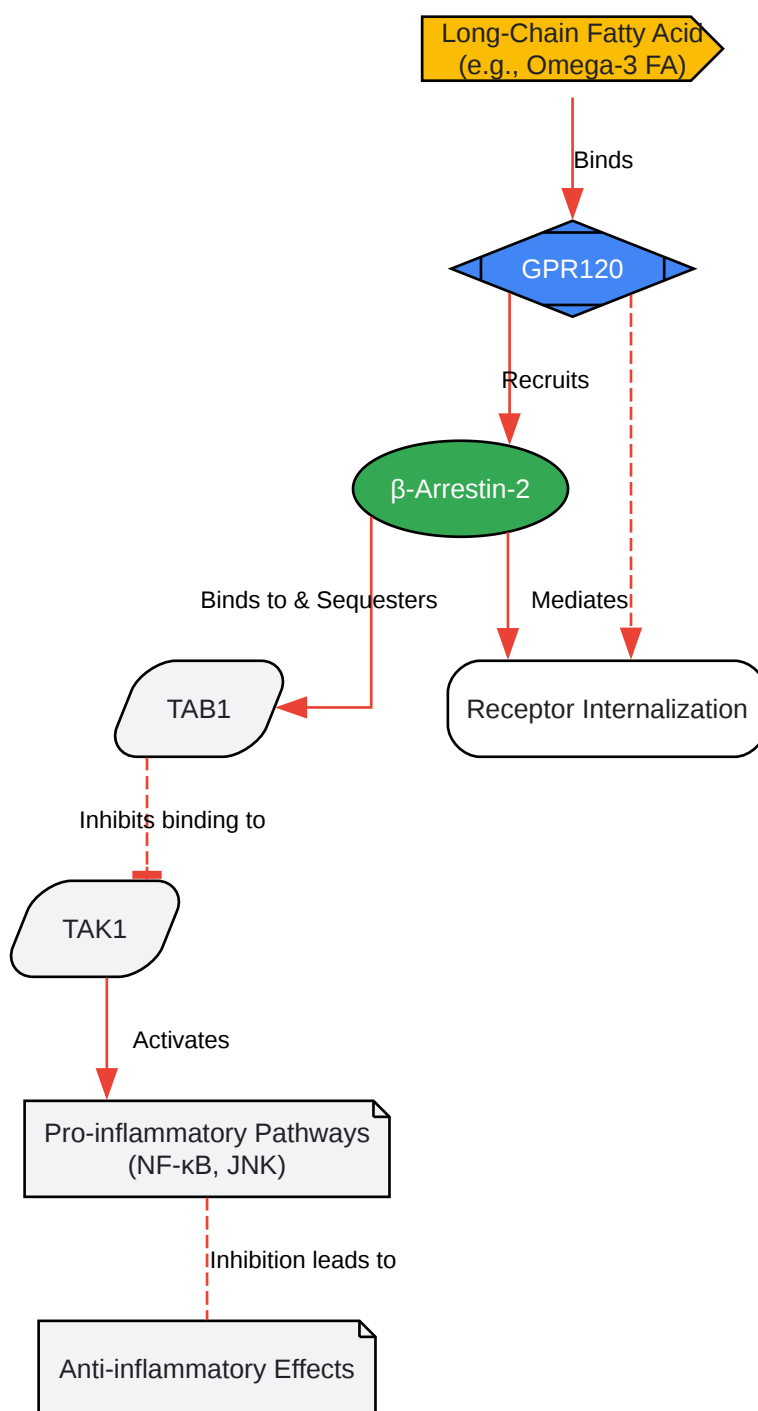 Long-Chain Fatty Acid
(e.g., Omega-3 FA)
Binds
GPR120
Recruits
β-Arrestin-2
Binds to & Sequesters
Mediates
TAB1
Receptor Internalization
Inhibits binding to
TAK1
Activates
Pro-inflammatory Pathways
(NF-κB, JNK)
Inhibition leads to
Anti-inflammatory Effects